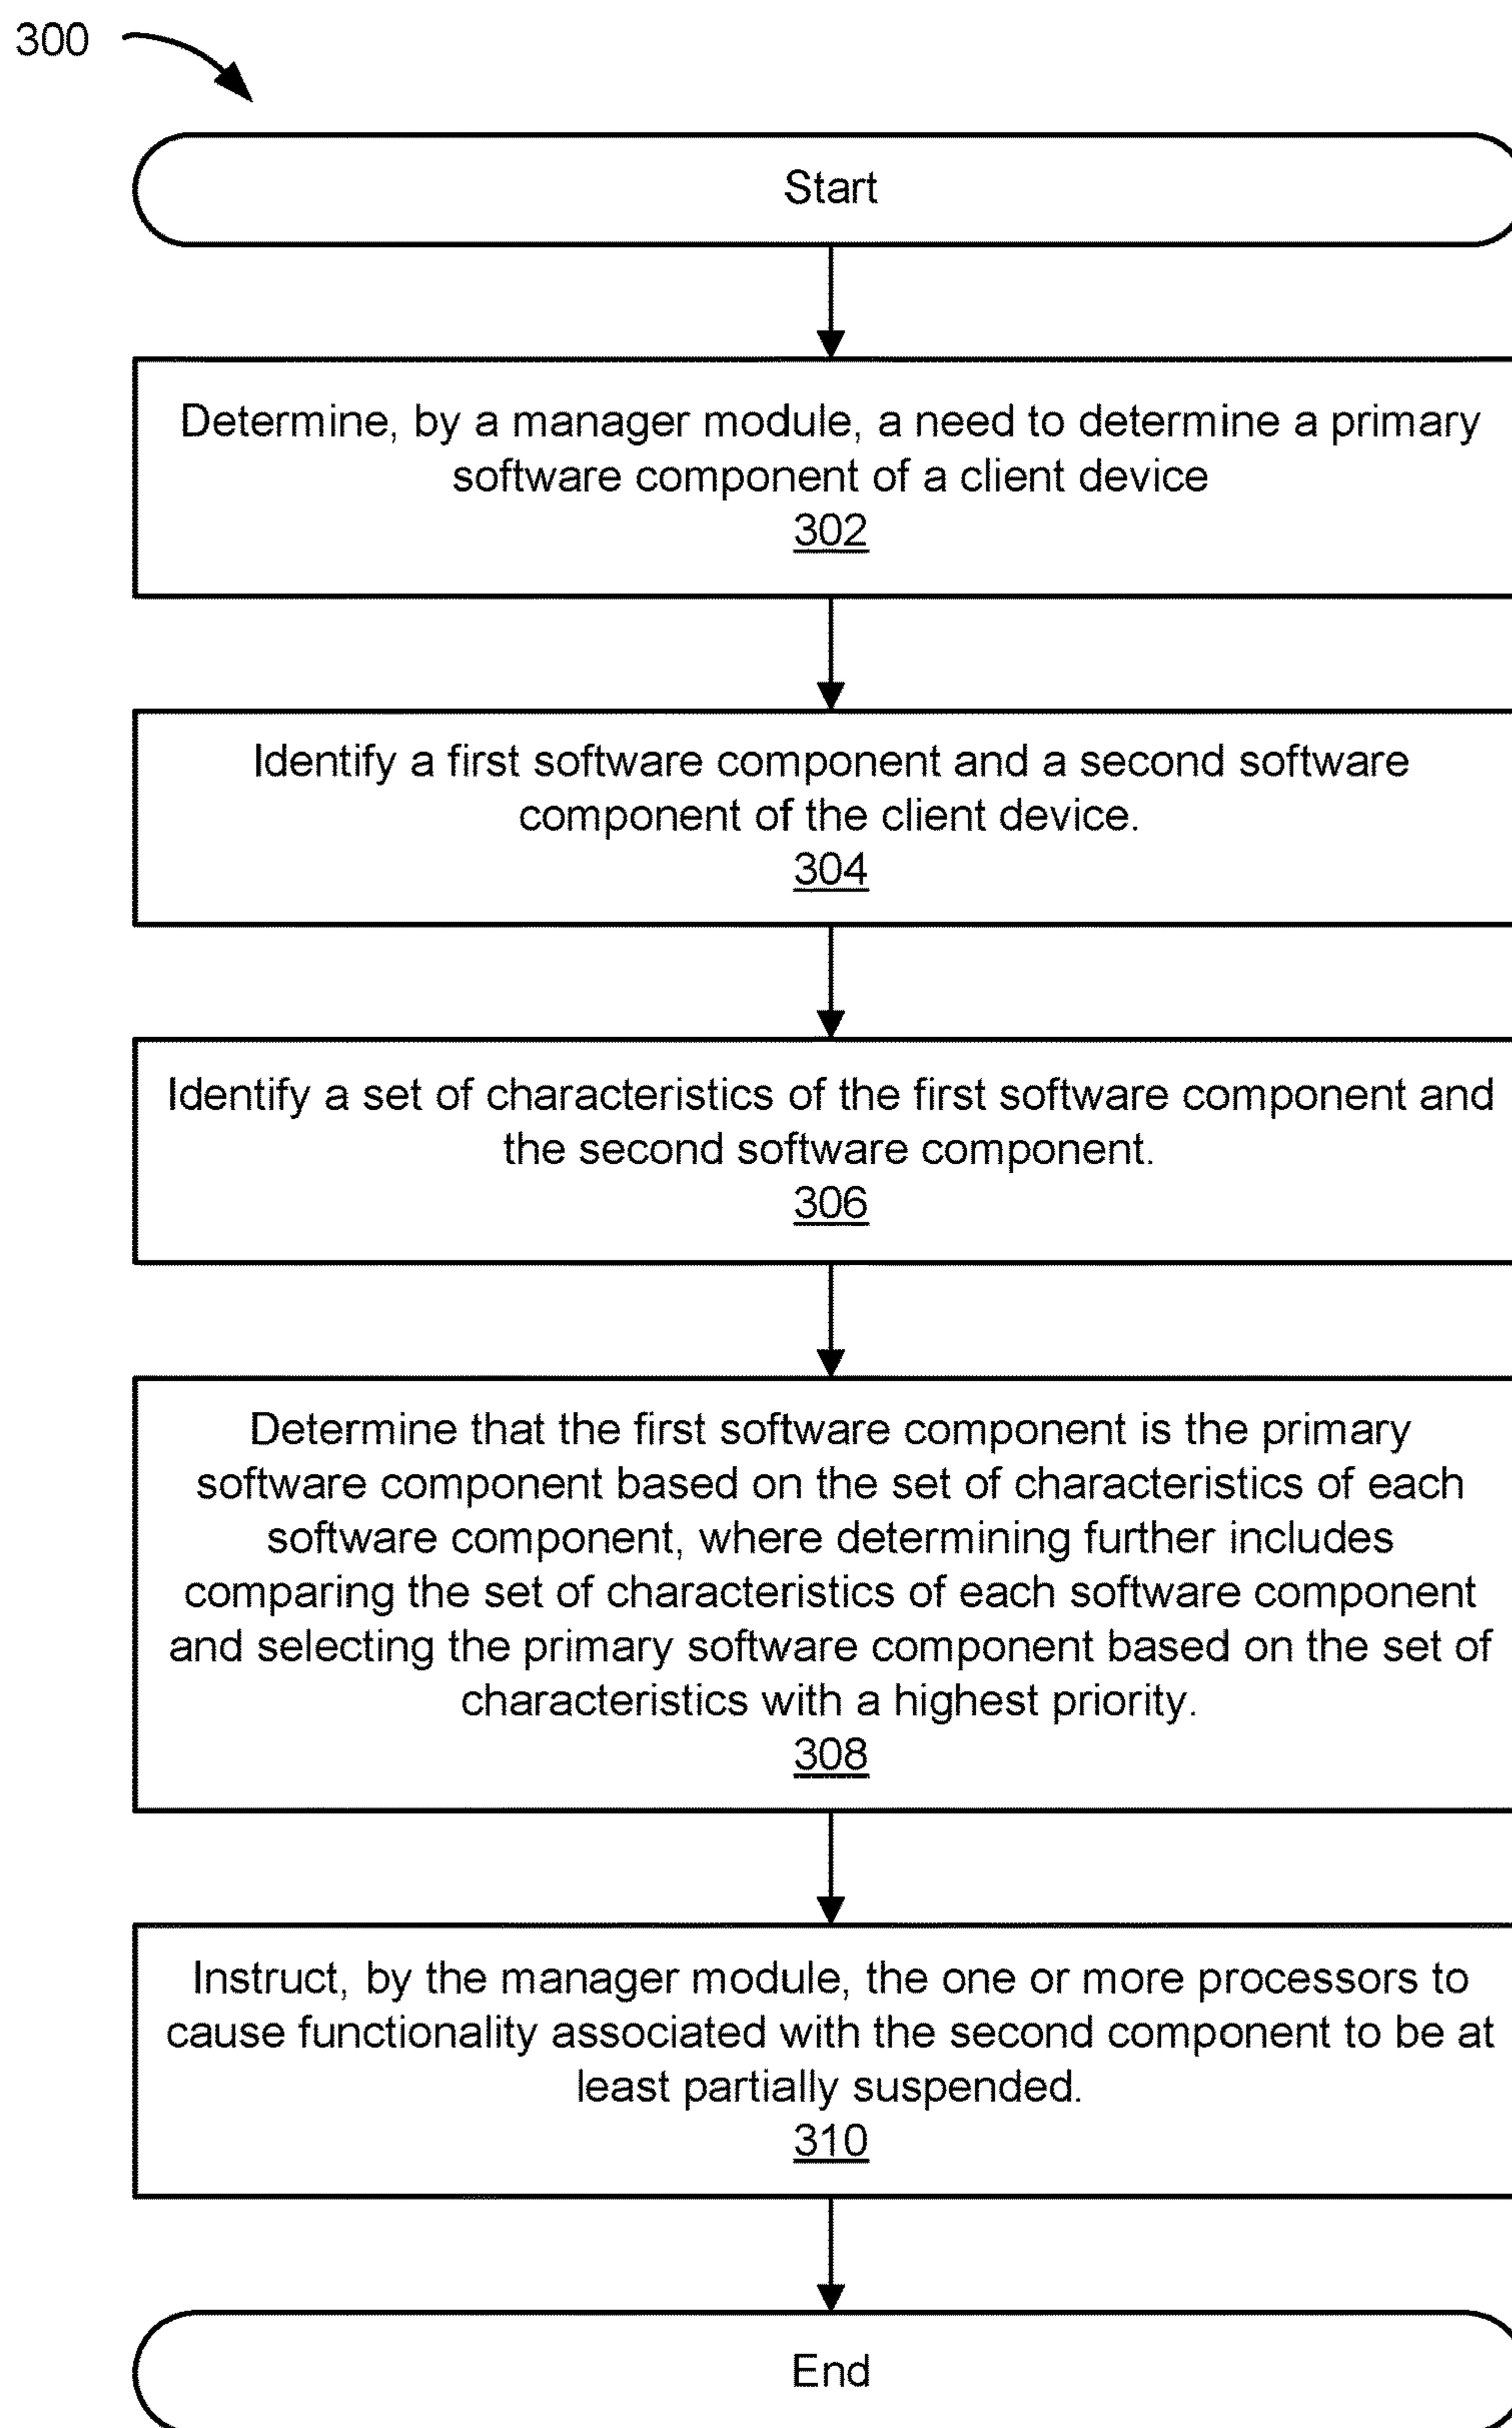 300
Start
Determine, by a manager module, a need to determine a primary
software component of a client device
302
Identify a first software component and a second software
component of the client device.
304
Identify a set of characteristics of the first software component and
the second software component.
306
Determine that the first software component is the primary
software component based on the set of characteristics of each
software component, where determining further includes
comparing the set of characteristics of each software component
and selecting the primary software component based on the set of
characteristics with a highest priority.
308
Instruct, by the manager module, the one or more processors to
cause functionality associated with the second component to be at
least partially suspended.
310
End